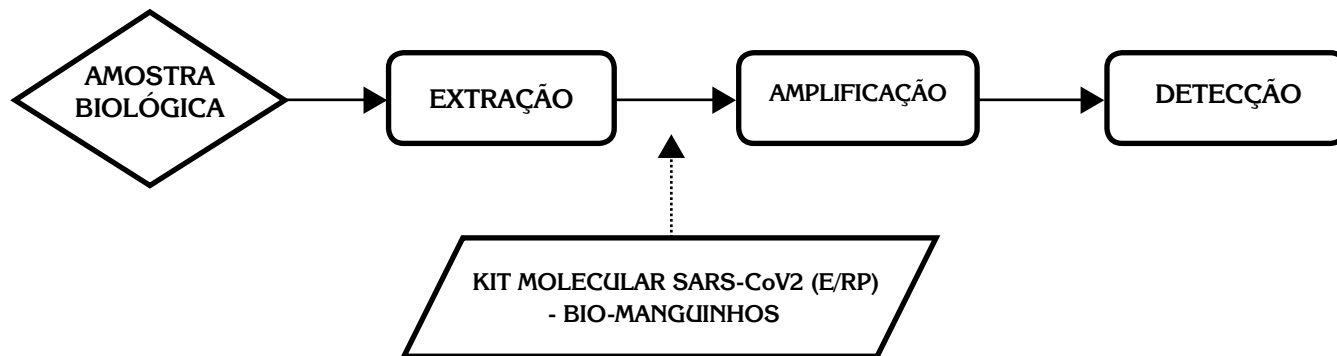 AMOSTRA
BIOLÓGICA
EXTRAÇÃO
AMPLIFICAÇÃO
DETECÇÃO
KIT MOLECULAR SARS-CoV2 (E/RP)
- BIO-MANGUINHOS